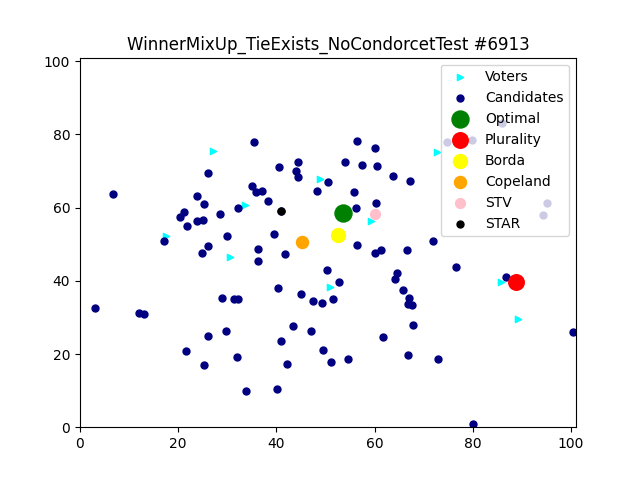 WinnerMixUp_TieExists_NoCondorcetTest #6913
100
80
60
40
20
0
0
20
40
60
80
100
Voters
Candidates
Optimal
Plurality
Borda
Copeland
STV
STAR